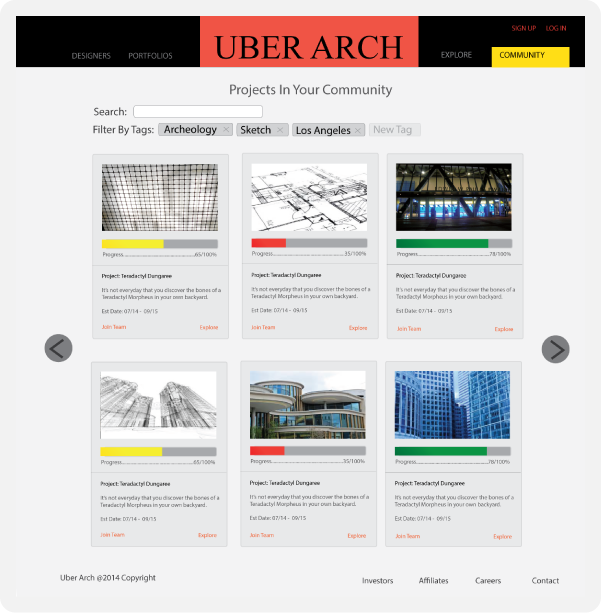 SIGN UP LOG IN
DESIGNERS PORTFOLIOS UBER ARCH EXPLORE COMMUNITY
Projects In Your Community
Search:
Filter By Tags: Archeology × Sketch × Los Angeles × New Tag
Progress 65/100% Progress 35/100% Progress 78/100%
Project: Teradactyl Dungaree Project: Teradactyl Dungaree Project: Teradactyl Dungaree
It's not everyday that you discover the bones of a It's not everyday that you discover the bones of a It's not everyday that you discover the bones of a
Teradactyl Morpheus in your own backyard. Teradactyl Morpheus in your own backyard. Teradactyl Morpheus in your own backyard.
Est Date: 07/14 - 09/15 Est Date: 07/14 - 09/15 Est Date: 07/14 - 09/15
Join Team Explore Join Team Explore Join Team Explore
Progress 65/100% Progress 35/100% Progress 78/100%
Project: Teradactyl Dungaree Project: Teradactyl Dungaree Project: Teradactyl Dungaree
It's not everyday that you discover the bones of a It's not everyday that you discover the bones of a It's not everyday that you discover the bones of a
Teradactyl Morpheus in your own backyard. Teradactyl Morpheus in your own backyard. Teradactyl Morpheus in your own backyard.
Est Date: 07/14 - 09/15 Est Date: 07/14 - 09/15 Est Date: 07/14 - 09/15
Join Team Explore Join Team Explore Join Team Explore
Uber Arch @2014 Copyright Investors Affiliates Careers Contact